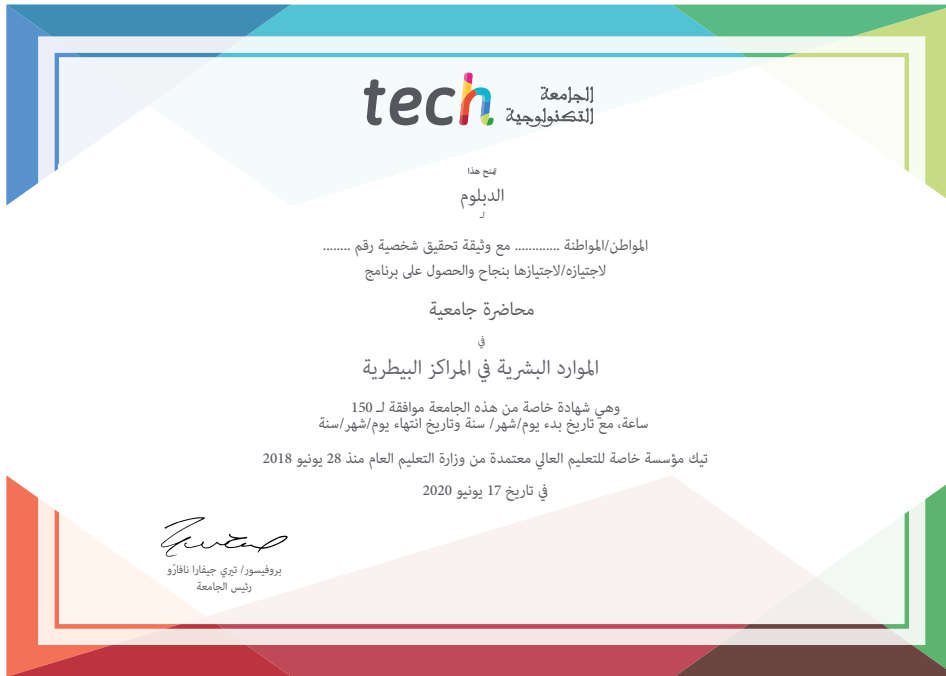 tech الجامعة
التكنولوجية
يمنح هذا
الدبلوم
لـ
المواطن/المواطنة ............ مع وثيقة تحقيق شخصية رقم ........
لاجتيازه/لاجتيازها بنجاح والحصول على برنامج
محاضرة جامعية
في
الموارد البشرية في المراكز البيطرية
وهي شهادة خاصة من هذه الجامعة موافقة لـ 150
ساعة، مع تاريخ بدء يوم/شهر/ سنة وتاريخ انتهاء يوم/شهر/سنة
تيك مؤسسة خاصة للتعليم العالي معتمدة من وزارة التعليم العام منذ 28 يونيو 2018
في تاريخ 17 يونيو 2020
بروفيسور/ تيري جيفارا نافارّو
رئيس الجامعة